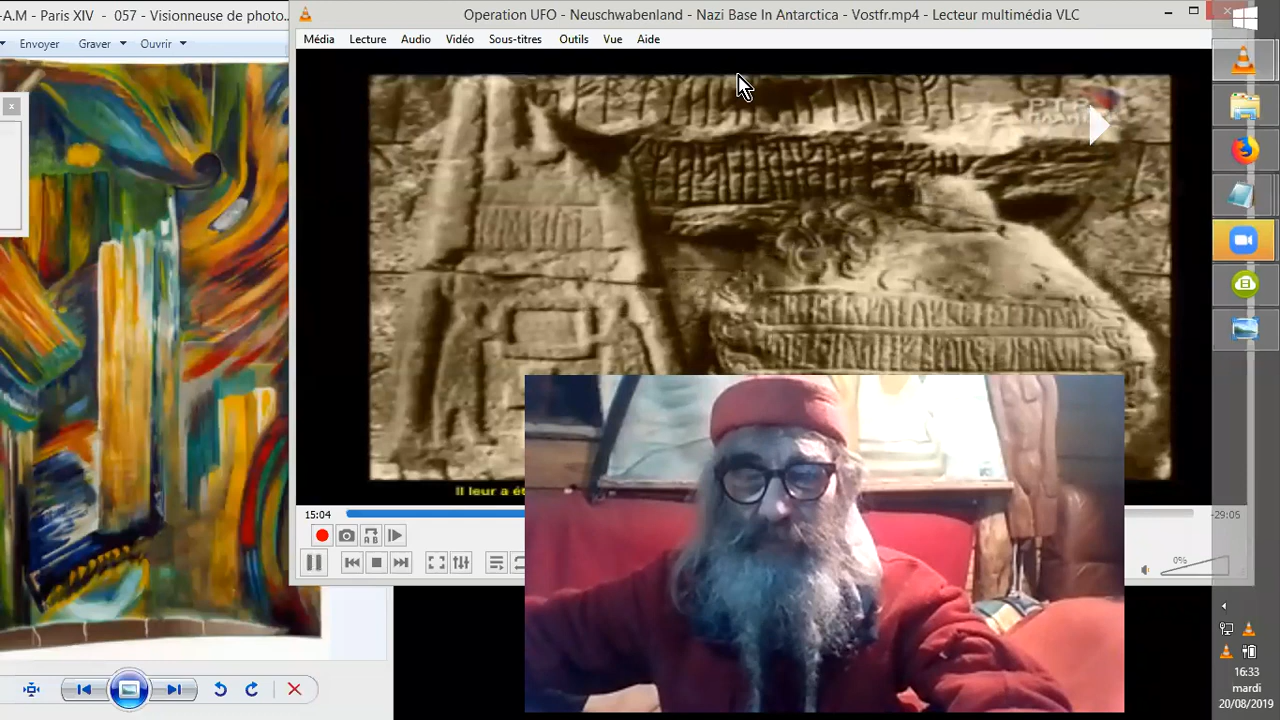 -A.M - Paris XIV - 057 - Visionneuse de photo...
Envoyer Graver Ouvrir
x
Operation UFO - Neuschwabenland - Nazi Base In Antarctica - Vostfr.mp4 - Lecteur multimédia VLC
Média Lecture Audio Vidéo Sous-titres Outils Vue Aide
РТР
Il leur a ét
15:04
-29:05
A B
0%
16:33
mardi
20/08/2019